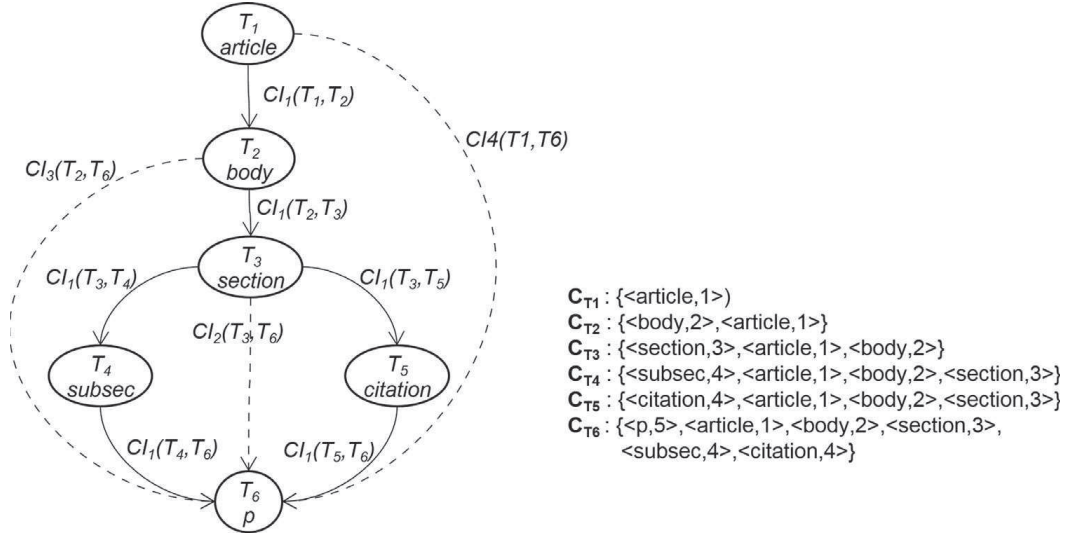 T1
article
CI1(T1,T2)
CI4(T1,T6)
T2
body
CI3(T2,T6)
CI1(T2,T3)
T3
section
CI1(T3,T4)
CI1(T3,T5)
CI2(T3,T6)
T4
subsec
T5
citation
CI1(T4,T6)
CI1(T5,T6)
T6
p
CT1 : {<article,1>)
CT2 : {<body,2>,<article,1>}
CT3 : {<section,3>,<article,1>,<body,2>}
CT4 : {<subsec,4>,<article,1>,<body,2>,<section,3>}
CT5 : {<citation,4>,<article,1>,<body,2>,<section,3>}
CT6 : {<p,5>,<article,1>,<body,2>,<section,3>,
<subsec,4>,<citation,4>}